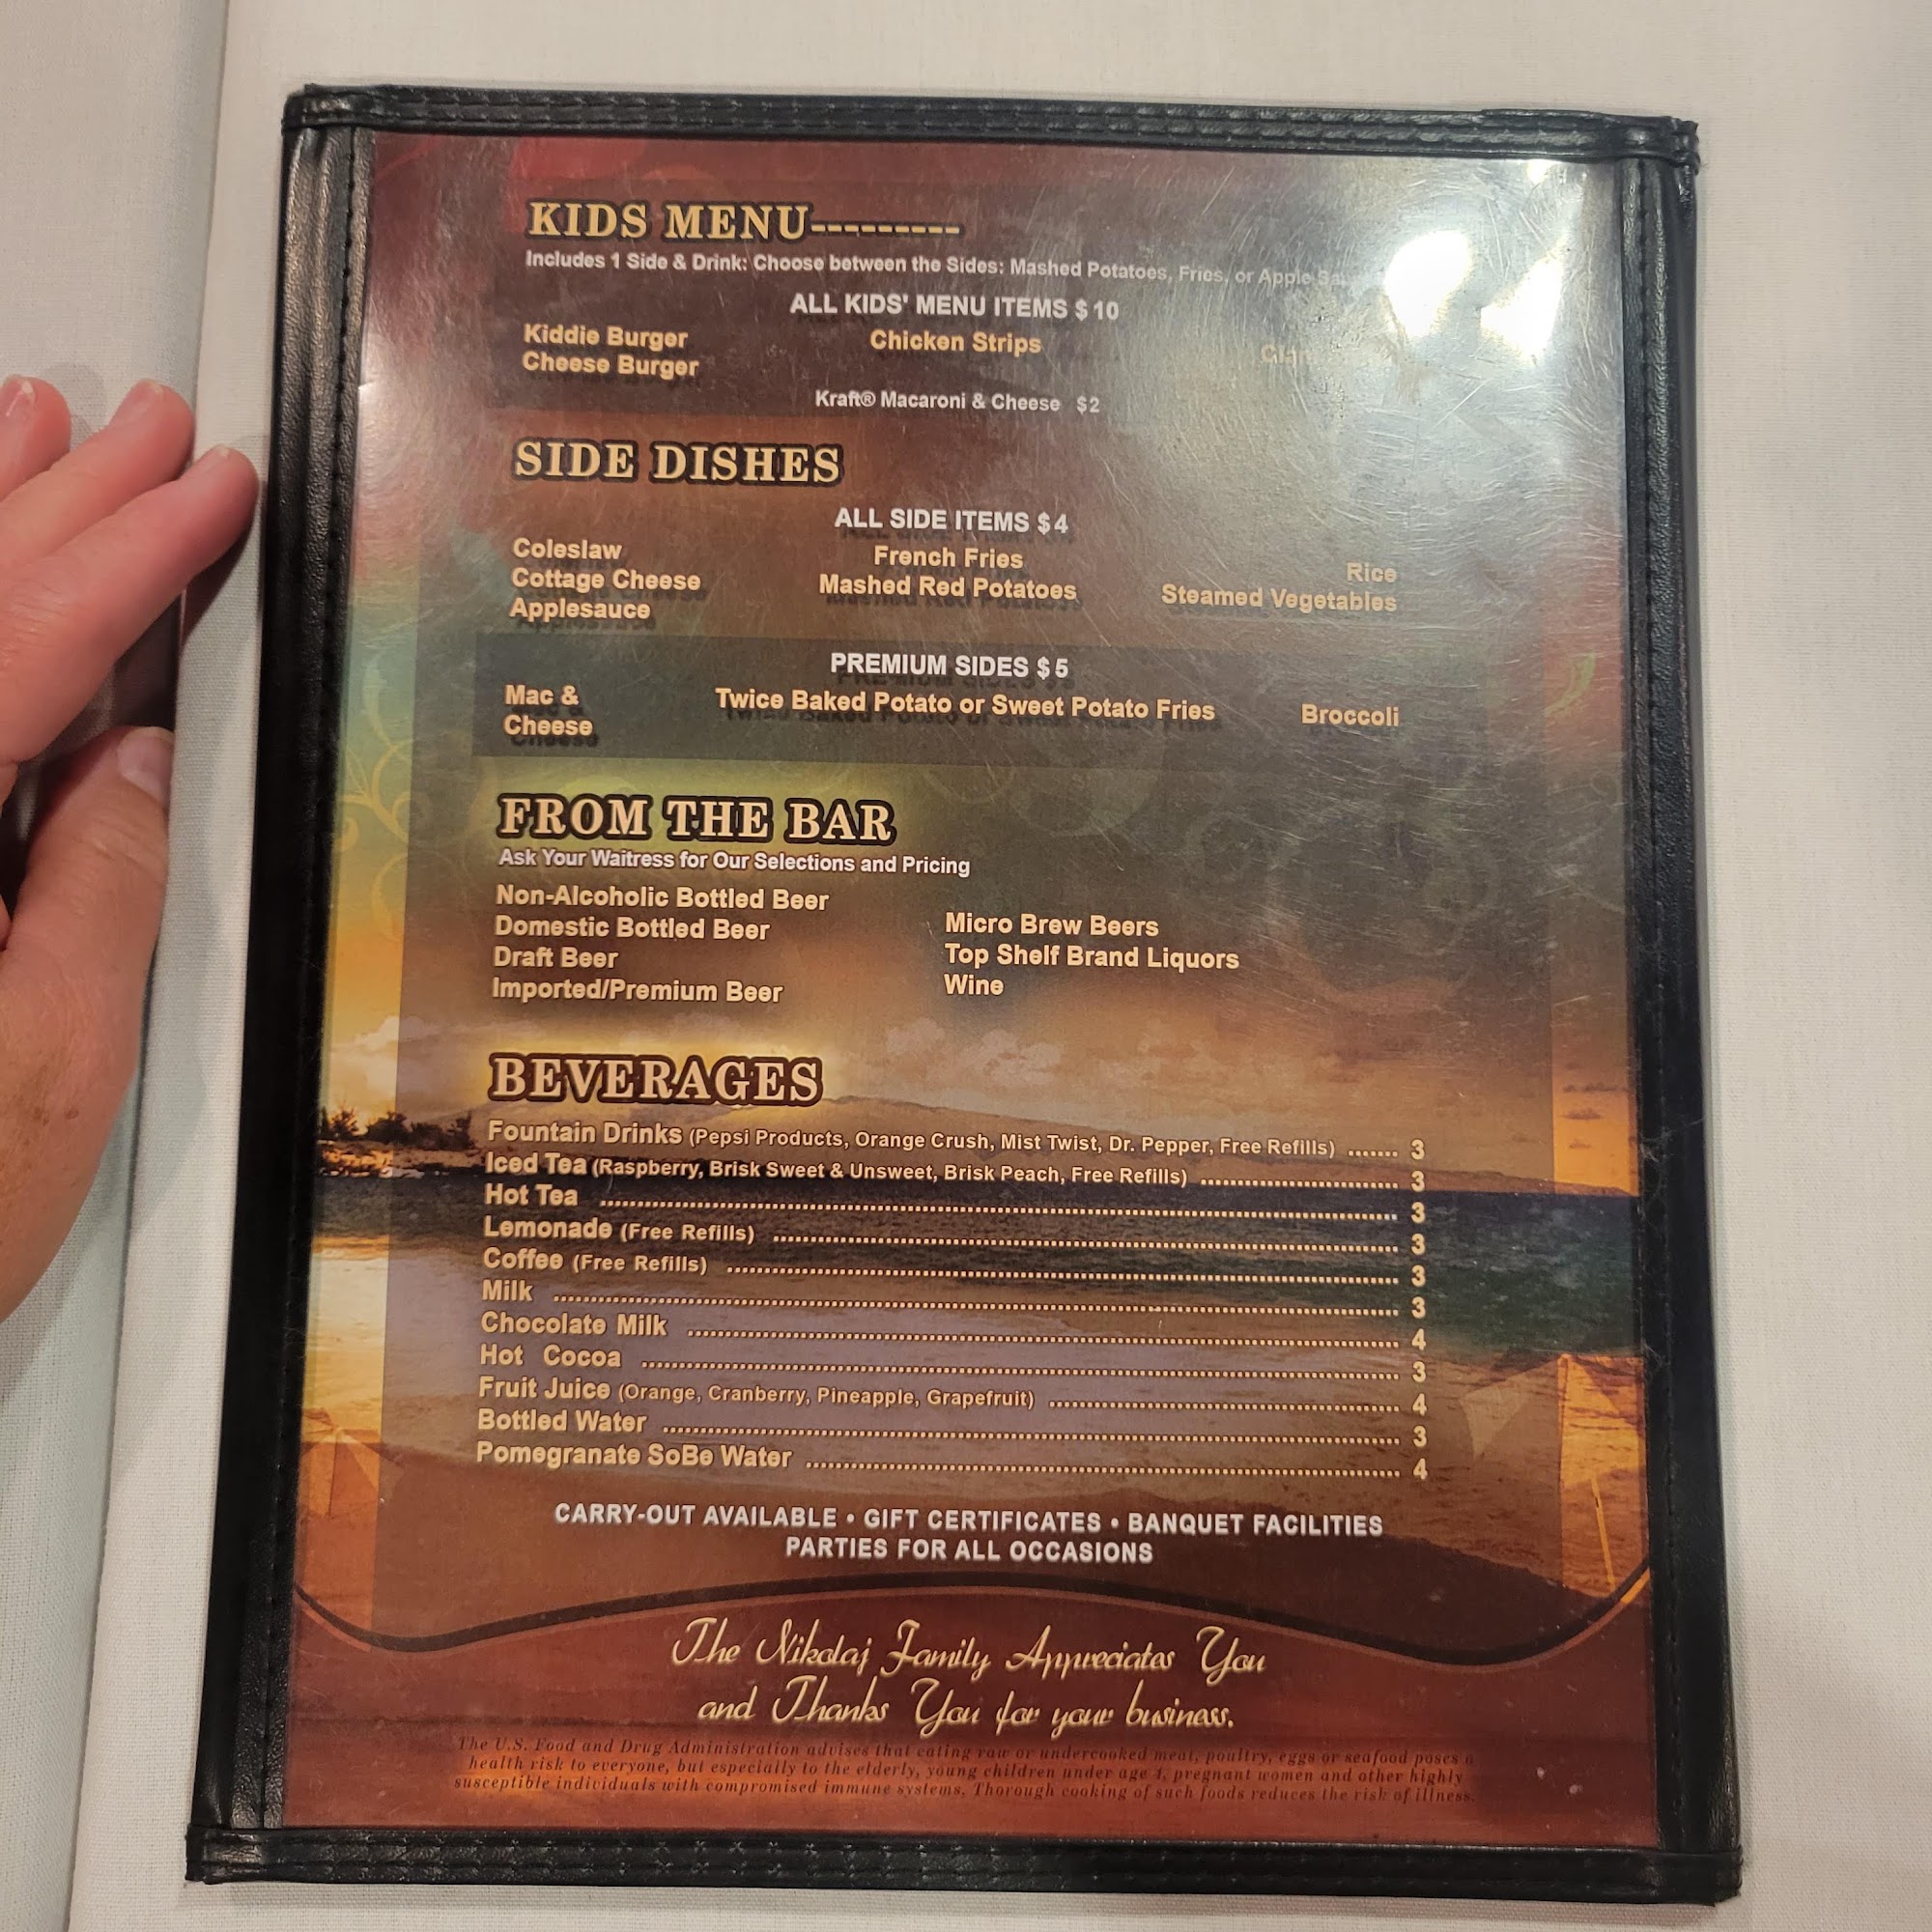 KIDS MENU---------
Includes 1 Side & Drink: Choose between the Sides: Mashed Potatoes, Fries, or Apple
ALL KIDS' MENU ITEMS $10
Kiddie Burger Chicken Strips
Cheese Burger
Kraft® Macaroni & Cheese $2
SIDE DISHES
ALL SIDE ITEMS $4
Coleslaw French Fries Rice
Cottage Cheese Mashed Red Potatoes Steamed Vegetables
Applesauce
PREMIUM SIDES $5
Mac & Twice Baked Potato or Sweet Potato Fries Broccoli
Cheese
FROM THE BAR
Ask Your Waitress for Our Selections and Pricing
Non-Alcoholic Bottled Beer
Domestic Bottled Beer Micro Brew Beers
Draft Beer Top Shelf Brand Liquors
Imported/Premium Beer Wine
BEVERAGES
Fountain Drinks (Pepsi Products, Orange Crush, Mist Twist, Dr. Pepper, Free Refills) ....... 3
Iced Tea (Raspberry, Brisk Sweet & Unsweet, Brisk Peach, Free Refills) ....... 3
Hot Tea ....... 3
Lemonade (Free Refills) ....... 3
Coffee (Free Refills) ....... 3
Milk ....... 3
Chocolate Milk ....... 4
Hot Cocoa ....... 3
Fruit Juice (Orange, Cranberry, Pineapple, Grapefruit) ....... 4
Bottled Water ....... 3
Pomegranate SoBe Water ....... 4
CARRY-OUT AVAILABLE • GIFT CERTIFICATES • BANQUET FACILITIES
PARTIES FOR ALL OCCASIONS
The Nikolaj Family Appreciates You
and Thanks You for your business.
The U.S. Food and Drug Administration advises that eating raw or undercooked meat, poultry, eggs or seafood poses a
health risk to everyone, but especially to the elderly, young children under age 4, pregnant women and other highly
susceptible individuals with compromised immune systems. Thorough cooking of such foods reduces the risk of illness.